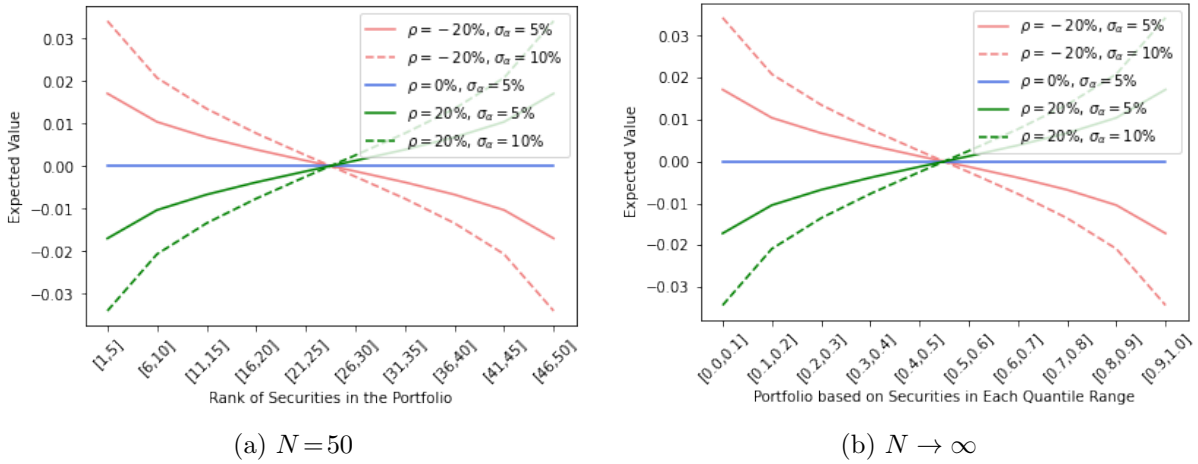 0.03
0.02
0.01
0.00
−0.01
−0.02
−0.03
Expected Value
ρ = −20%, σα = 5%
ρ = −20%, σα = 10%
ρ = 0%, σα = 5%
ρ = 20%, σα = 5%
ρ = 20%, σα = 10%
[1,5] [6,10] [11,15] [16,20] [21,25] [26,30] [31,35] [36,40] [41,45] [46,50]
Rank of Securities in the Portfolio
(a) N = 50
0.03
0.02
0.01
0.00
−0.01
−0.02
−0.03
Expected Value
ρ = −20%, σα = 5%
ρ = −20%, σα = 10%
ρ = 0%, σα = 5%
ρ = 20%, σα = 5%
ρ = 20%, σα = 10%
[0.0,0.1] [0.1,0.2] [0.2,0.3] [0.3,0.4] [0.4,0.5] [0.5,0.6] [0.6,0.7] [0.7,0.8] [0.8,0.9] [0.9,1.0]
Portfolio based on Securities in Each Quantile Range
(b) N → ∞